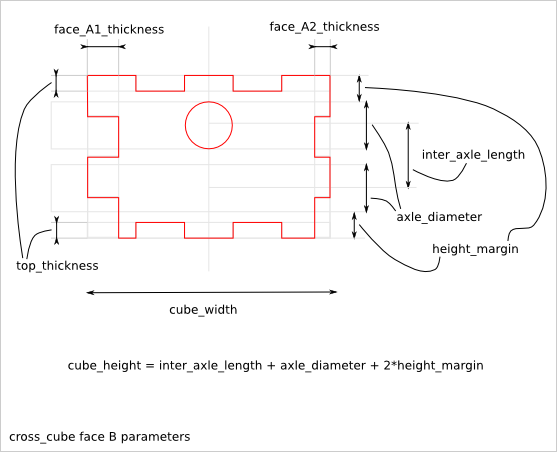 face_A1_thickness
face_A2_thickness
inter_axle_length
axle_diameter
height_margin
top_thickness
cube_width
cube_height = inter_axle_length + axle_diameter + 2*height_margin
cross_cube face B parameters